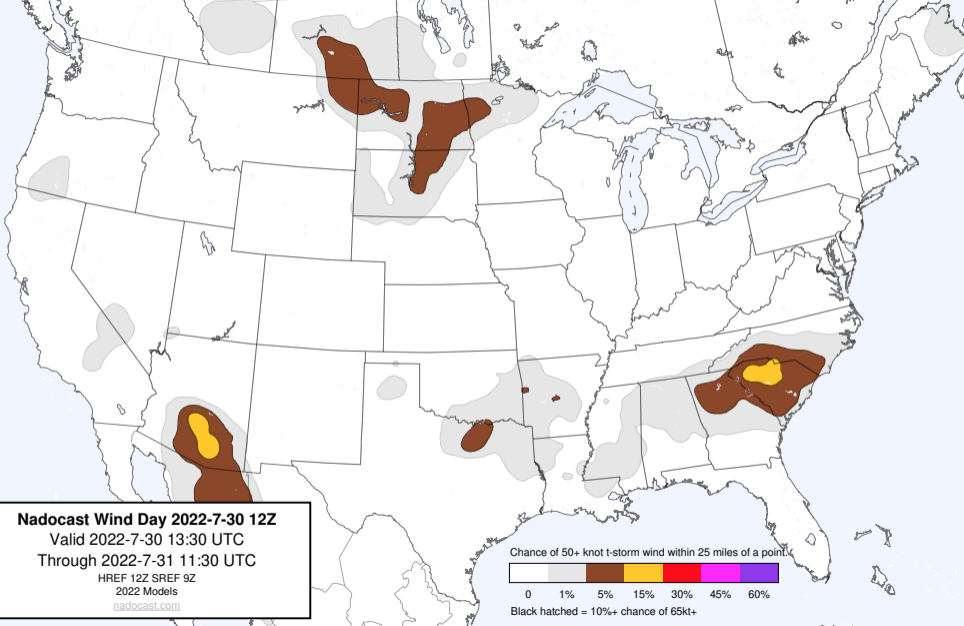 Nadocast Wind Day 2022-7-30 12Z
Valid 2022-7-30 13:30 UTC
Through 2022-7-31 11:30 UTC
HREF 12Z SREF 9Z
2022 Models
nadocast.com
Chance of 50+ knot t-storm wind within 25 miles of a point.
0 1% 5% 15% 30% 45% 60%
Black hatched = 10%+ chance of 65kt+